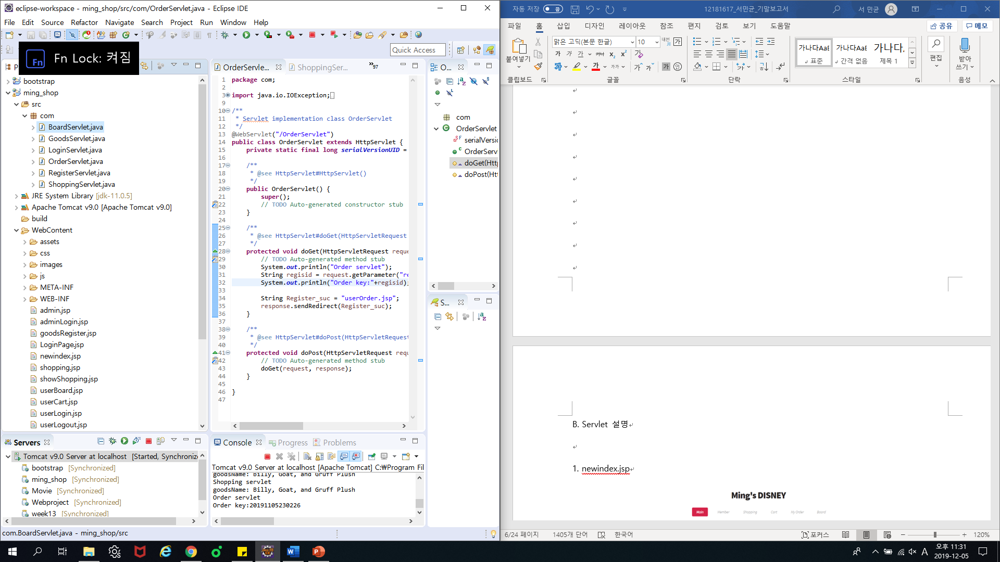 eclipse-workspace - ming_shop/src/com/OrderServlet.java - Eclipse IDE
File Edit Source Refactor Navigate Search Project Run Window Help
Quick Access
Fn Fn Lock: 켜짐
P
bootstrap
ming_shop
src
com
BoardServlet.java
GoodsServlet.java
LoginServlet.java
OrderServlet.java
RegisterServlet.java
ShoppingServlet.java
JRE System Library [jdk-11.0.5]
Apache Tomcat v9.0 [Apache Tomcat v9.0]
build
WebContent
assets
css
images
js
META-INF
WEB-INF
admin.jsp
adminLogin.jsp
goodsRegister.jsp
LoginPage.jsp
newindex.jsp
shopping.jsp
showShopping.jsp
userBoard.jsp
userCart.jsp
userLogin.jsp
userLogout.jsp
OrderServle... ShoppingSer... »97
1 package com;
2
3 import java.io.IOException;
9
10 /**
11 * Servlet implementation class OrderServlet
12 */
13 @WebServlet("/OrderServlet")
14 public class OrderServlet extends HttpServlet {
15 private static final long serialVersionUID =
16
17 /**
18 * @see HttpServlet#HttpServlet()
19 */
20 public OrderServlet() {
21 super();
22 // TODO Auto-generated constructor stub
23 }
24
25 /**
26 * @see HttpServlet#doGet(HttpServletRequest
27 */
28 protected void doGet(HttpServletRequest reque
29 // TODO Auto-generated method stub
30 System.out.println("Order servlet");
31 String regisid = request.getParameter("re
32 System.out.println("Order key:"+regisid);
33
34 String Register_suc = "userOrder.jsp";
35 response.sendRedirect(Register_suc);
36 }
37
38 /**
39 * @see HttpServlet#doPost(HttpServletRequest
40 */
41 protected void doPost(HttpServletRequest requ
42 // TODO Auto-generated method stub
43 doGet(request, response);
44 }
45
46 }
47
O...
com
OrderServlet
serialVersio
OrderServ
doGet(Http
doPost(Htt
S...
Servers
Tomcat v9.0 Server at localhost [Started, Synchroniz
bootstrap [Synchronized]
ming_shop [Synchronized]
Movie [Synchronized]
Webproject [Synchronized]
week13 [Synchronized]
Console Progress Problems
Tomcat v9.0 Server at localhost [Apache Tomcat] C:₩Program Fil
goodsName: Billy, Goat, and Gruff Plush
Shopping servlet
goodsName: Billy, Goat, and Gruff Plush
Order servlet
Order key:20191105230226
com.BoardServlet.java - ming_shop/src
자동 저장 끔 12181617_서민균_기말보고서 서 민균
파일 홈 삽입 디자인 레이아웃 참조 편지 검토 보기 도움말 공유 메모
붙여넣기
맑은 고딕(본문 한글) 10
가나다AaB 가나다AaB 가나다
표준 간격 없음 제목 1
편집
받아쓰기
클립보드 글꼴 단락 스타일 음성
B. Servlet 설명
1. newindex.jsp
Ming's DISNEY
Main Member Shopping Cart My Order Board
6/24 페이지 1405개 단어 한국어 포커스 120%
A 오후 11:31
2019-12-05